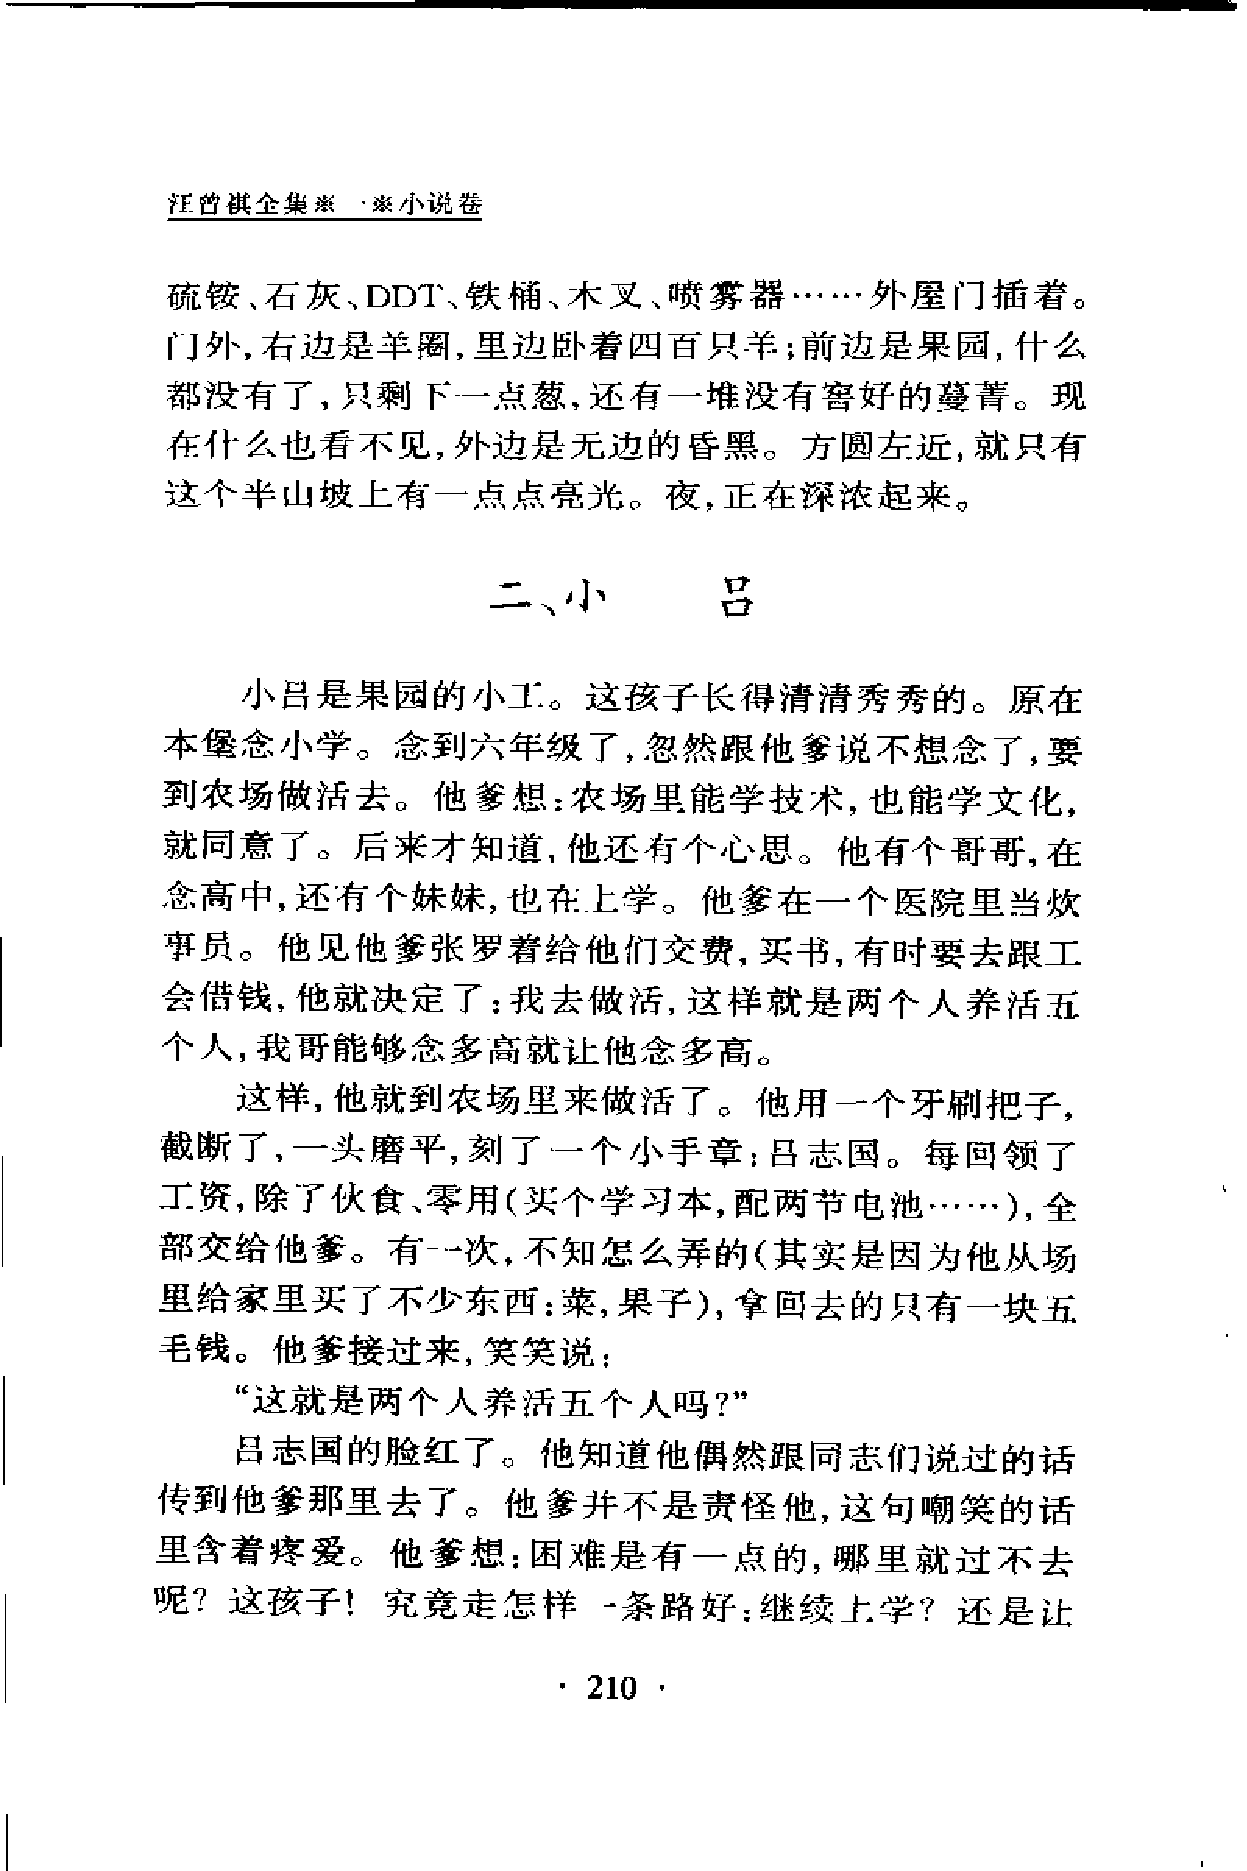 汪曾祺全集※一※小说卷
硫铵、石灰、DDT、铁桶、木叉、喷雾器……外屋门插着。
门外,右边是羊圈,里边卧着四百只羊;前边是果园,什么
都没有了,只剩下一点葱,还有一堆没有窖好的蔓菁。现
在什么也看不见,外边是无边的昏黑。方圆左近,就只有
这个半山坡上有一点点亮光。夜,正在深浓起来。
二、小 吕
小吕是果园的小工。这孩子长得清清秀秀的。原在
本堡念小学。念到六年级了,忽然跟他爹说不想念了,要
到农场做活去。他爹想:农场里能学技术,也能学文化,
就同意了。后来才知道,他还有个心思。他有个哥哥,在
念高中,还有个妹妹,也在上学。他爹在一个医院里当炊
事员。他见他爹张罗着给他们交费,买书,有时要去跟工
会借钱,他就决定了:我去做活,这样就是两个人养活五
个人,我哥能够念多高就让他念多高。
这样,他就到农场里来做活了。他用一个牙刷把子,
截断了,一头磨平,刻了一个小手章:吕志国。每回领了
工资,除了伙食、零用(买个学习本,配两节电池……),全
部交给他爹。有一次,不知怎么弄的(其实是因为他从场
里给家里买了不少东西:菜,果子),拿回去的只有一块五
毛钱。他爹接过来,笑笑说:
“这就是两个人养活五个人吗?”
吕志国的脸红了。他知道他偶然跟同志们说过的话
传到他爹那里去了。他爹并不是责怪他,这句嘲笑的话
里含着疼爱。他爹想:困难是有一点的,哪里就过不去
呢?这孩子!究竟走怎样一条路好:继续上学?还是让
· 210 ·